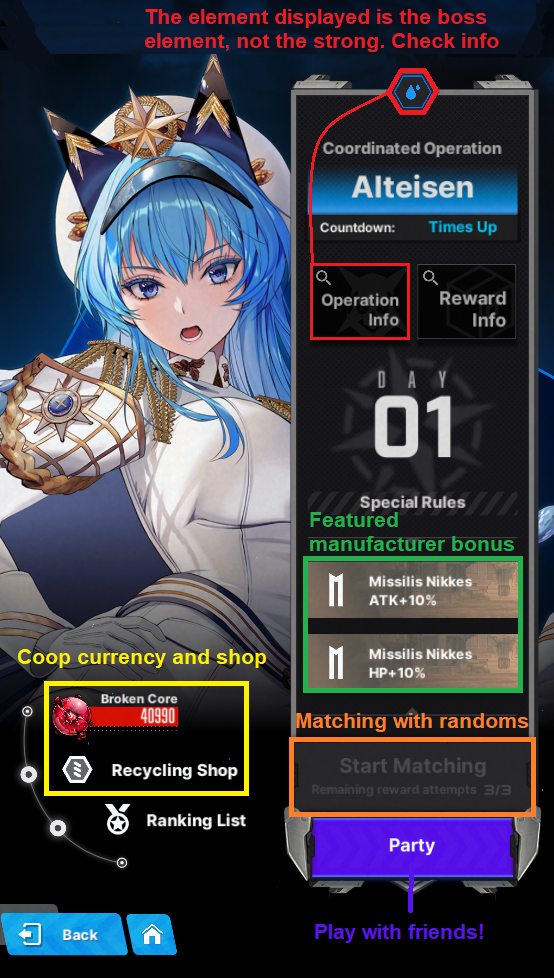 The element displayed is the boss
element, not the strong. Check info
Coordinated Operation
Alteisen
Countdown: Times Up
Operation
Info
Reward
Info
DAY
01
Special Rules
Featured
manufacturer bonus
Missilis Nikkes
ATK+10%
Missilis Nikkes
HP+10%
Coop currency and shop
Broken Core
40990
Recycling Shop
Ranking List
Matching with randoms
Start Matching
Remaining reward attempts 3/3
Party
Play with friends!
Back